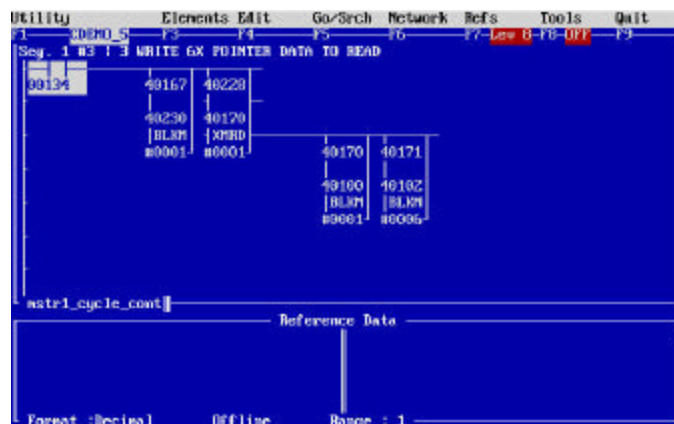 Utility Elements Edit Go/Srch Network Refs Tools Quit
F1 XDEMO_5 F3 F4 F5 F6 F7-Lev 8-F8-OFF-F9
Seg. 1 #3 : 3 WRITE 6X POINTER DATA TO READ
00134 40167 40228
40230 40170
BLKM XMRD
#0001 #0001 40170 40171
40100 40102
BLKM BLKM
#0001 #0006
mstr1_cycle_cont
Reference Data
Format :Decimal Offline Range : 1